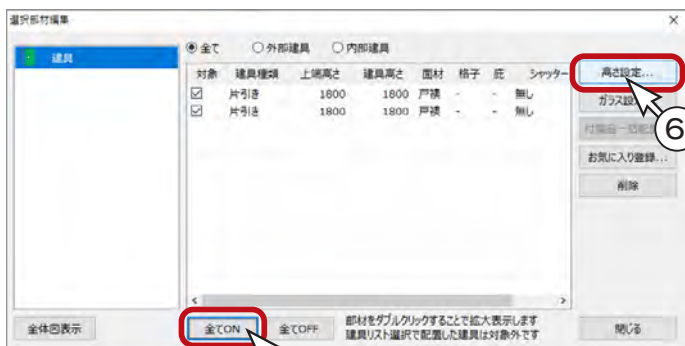 選択部材編集
×
建具
全て 外部建具 内部建具
対象 建具種類 上端高さ 建具高さ 面材 格子 庇 シャッター
片引き 1800 1800 戸襖 - - 無し
片引き 1800 1800 戸襖 - - 無し
高さ設定...
6
お気に入り登録...
削除
全体図表示
全てON
全てOFF
部材をダブルクリックすることで拡大表示します
建具リスト選択で配置した建具は対象外です
閉じる